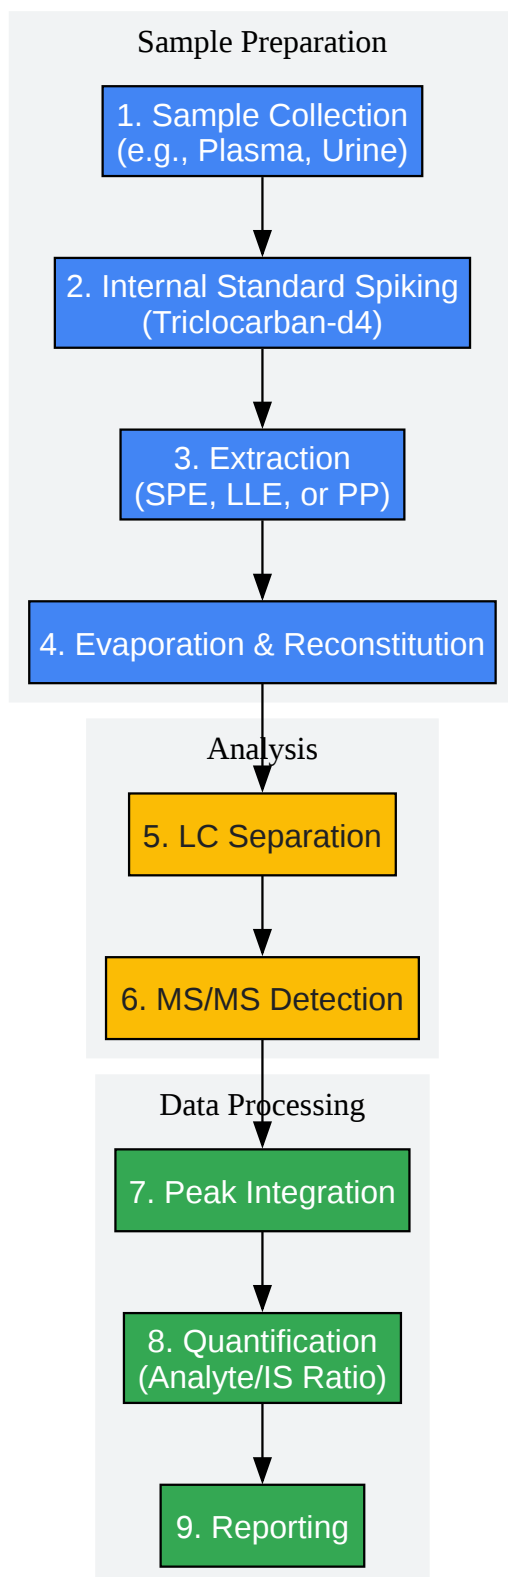 Sample Preparation
1. Sample Collection
(e.g., Plasma, Urine)
2. Internal Standard Spiking
(Triclocarban-d4)
3. Extraction
(SPE, LLE, or PP)
4. Evaporation & Reconstitution
Analysis
5. LC Separation
6. MS/MS Detection
Data Processing
7. Peak Integration
8. Quantification
(Analyte/IS Ratio)
9. Reporting